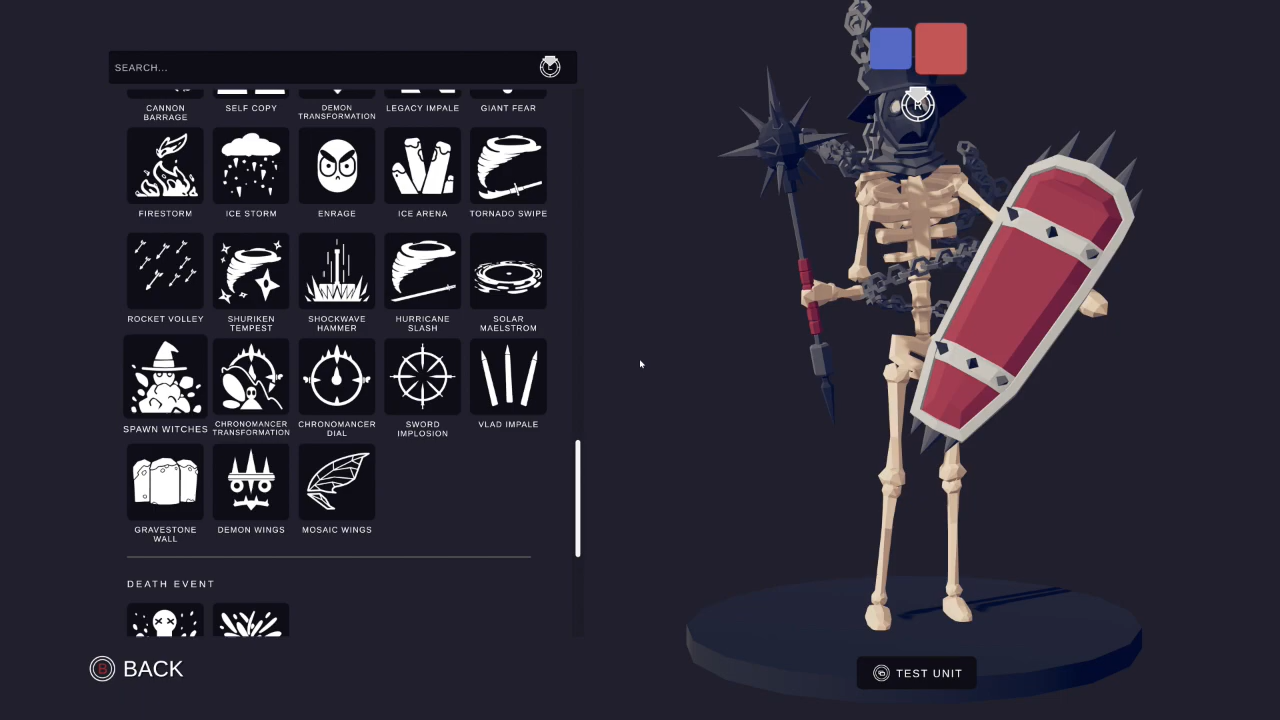 SEARCH...
L
CANNON
BARRAGE
SELF COPY
DEMON
TRANSFORMATION
LEGACY IMPALE
GIANT FEAR
FIRESTORM
ICE STORM
ENRAGE
ICE ARENA
TORNADO SWIPE
ROCKET VOLLEY
SHURIKEN
TEMPEST
SHOCKWAVE
HAMMER
HURRICANE
SLASH
SOLAR
MAELSTROM
SPAWN WITCHES
CHRONOMANCER
TRANSFORMATION
CHRONOMANCER
DIAL
SWORD
IMPLOSION
VLAD IMPALE
GRAVESTONE
WALL
DEMON WINGS
MOSAIC WINGS
DEATH EVENT
B BACK
R
TEST UNIT